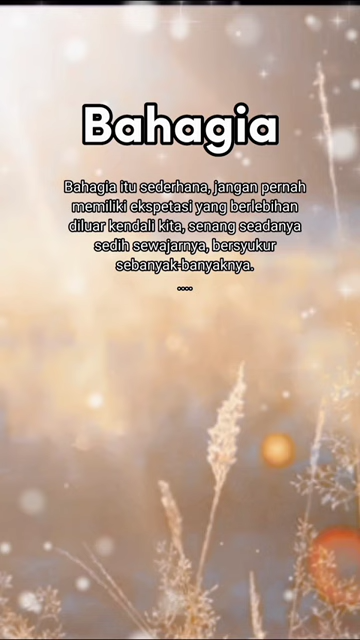 Bahagia
Bahagia itu sederhana, jangan pernah
memiliki ekspetasi yang berlebihan
diluar kendali kita, senang seadanya
sedih sewajarnya, bersyukur
sebanyak-banyaknya.
....